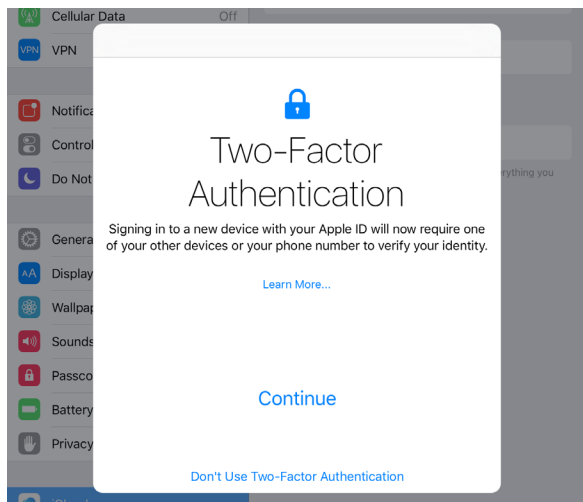 Cellular Data
Off
VPN
VPN
Notifica
Control
Do Not
Genera
AA
Display
Wallpap
Sounds
Passco
Battery
Privacy
erything you
Two-Factor
Authentication
Signing in to a new device with your Apple ID will now require one
of your other devices or your phone number to verify your identity.
Learn More...
Continue
Don't Use Two-Factor Authentication